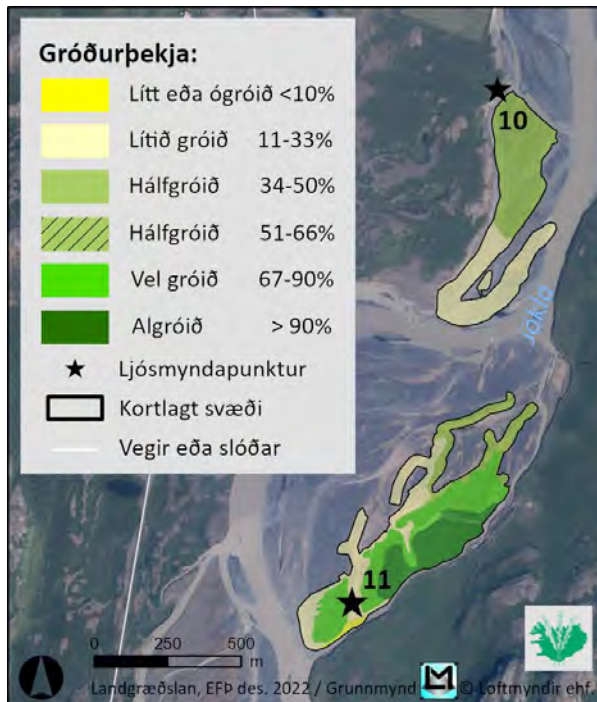 Gróðurþekja:
Lítt eða ógróið <10%
Lítið gróið 11-33%
Hálfgróið 34-50%
Hálfgróið 51-66%
Vel gróið 67-90%
Algróið > 90%
Ljósmyndapunktur
Kortlagt svæði
Vegir eða slóðar
10
Jökla
11
0 250 500
m
Landgræðslan, EFÞ des. 2022 / Grunnmynd LM © Loftmyndir ehf.